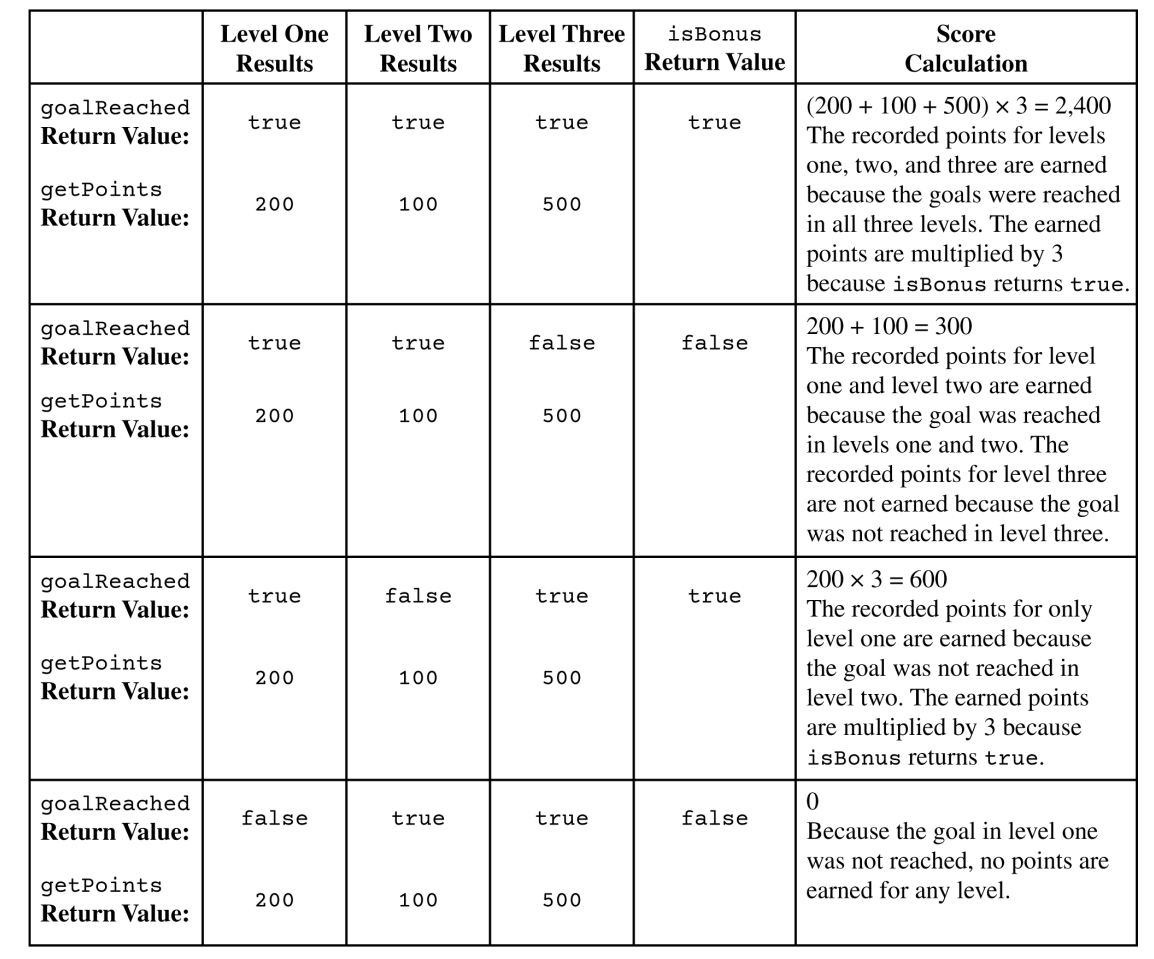 Level One Results
Level Two Results
Level Three Results
isBonus Return Value
Score Calculation
goalReached
Return Value:
true
true
true
true
getPoints
Return Value:
200
100
500
(200 + 100 + 500) × 3 = 2,400
The recorded points for levels
one, two, and three are earned
because the goals were reached
in all three levels. The earned
points are multiplied by 3
because isBonus returns true.
goalReached
Return Value:
true
true
false
false
getPoints
Return Value:
200
100
500
200 + 100 = 300
The recorded points for level
one and level two are earned
because the goal was reached
in levels one and two. The
recorded points for level three
are not earned because the goal
was not reached in level three.
goalReached
Return Value:
true
false
true
true
getPoints
Return Value:
200
100
500
200 × 3 = 600
The recorded points for only
level one are earned because
the goal was not reached in
level two. The earned points
are multiplied by 3 because
isBonus returns true.
goalReached
Return Value:
false
true
true
false
getPoints
Return Value:
200
100
500
0
Because the goal in level one
was not reached, no points are
earned for any level.